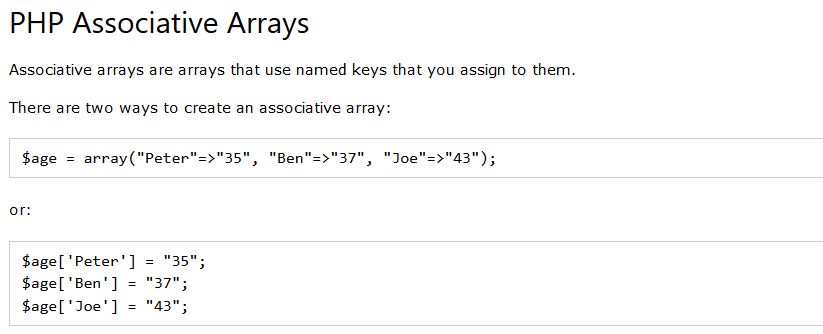 PHP Associative Arrays
Associative arrays are arrays that use named keys that you assign to them.
There are two ways to create an associative array:
$age = array("Peter"=>"35", "Ben"=>"37", "Joe"=>"43");
or:
$age['Peter'] = "35";
$age['Ben'] = "37";
$age['Joe'] = "43";